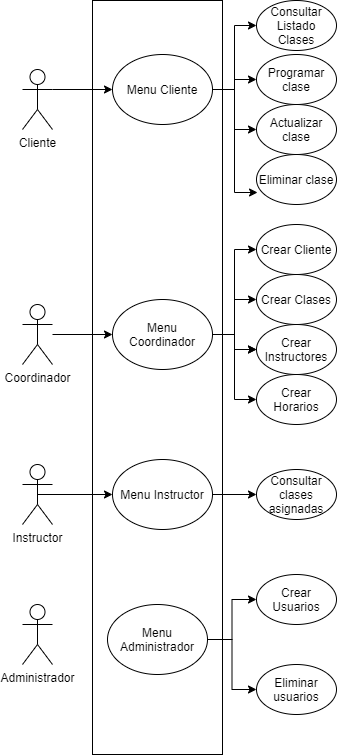 Consultar
Listado
Clases
Programar
clase
Menu Cliente
Actualizar
clase
Cliente
Eliminar clase
Crear Cliente
Crear Clases
Menu
Coordinador
Crear
Instructores
Coordinador
Crear
Horarios
Consultar
clases
asignadas
Menu Instructor
Instructor
Crear
Usuarios
Menu
Administrador
Administrador
Eliminar
usuarios